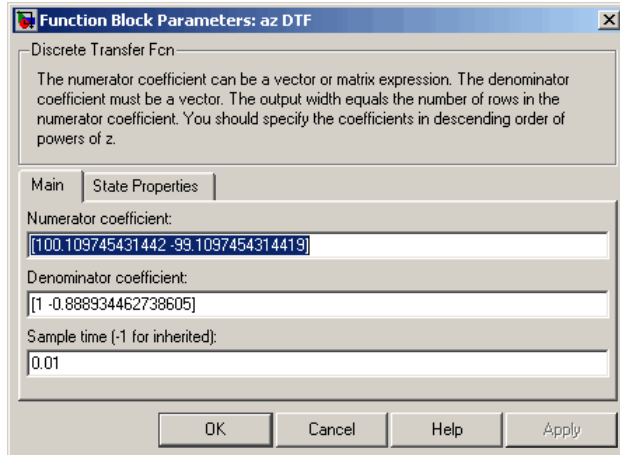 Function Block Parameters: az DTF
Discrete Transfer Fcn
The numerator coefficient can be a vector or matrix expression. The denominator
coefficient must be a vector. The output width equals the number of rows in the
numerator coefficient. You should specify the coefficients in descending order of
powers of z.
Main State Properties
Numerator coefficient:
[100.109745431442 -99.1097454314419]
Denominator coefficient:
[1 -0.888934462738605]
Sample time (-1 for inherited):
0.01
OK Cancel Help Apply